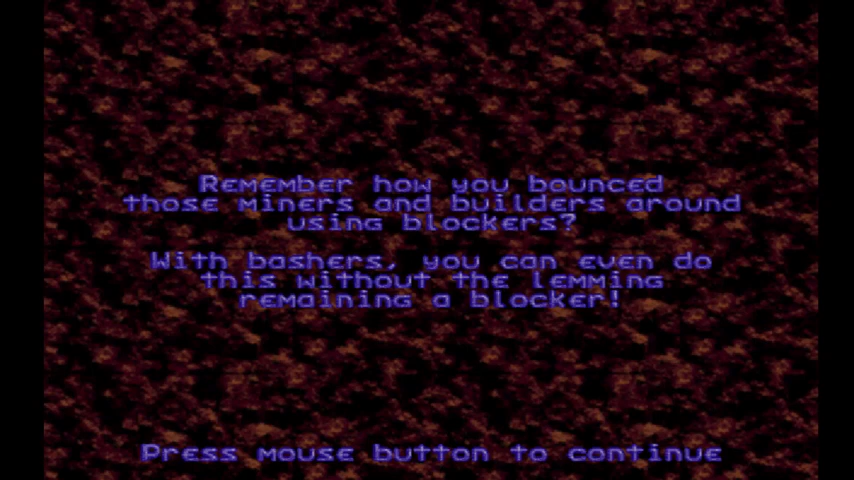 Remember how you bounced
those miners and builders around
using blockers?
With bashers, you can even do
this without the lemming
remaining a blocker!
Press mouse button to continue